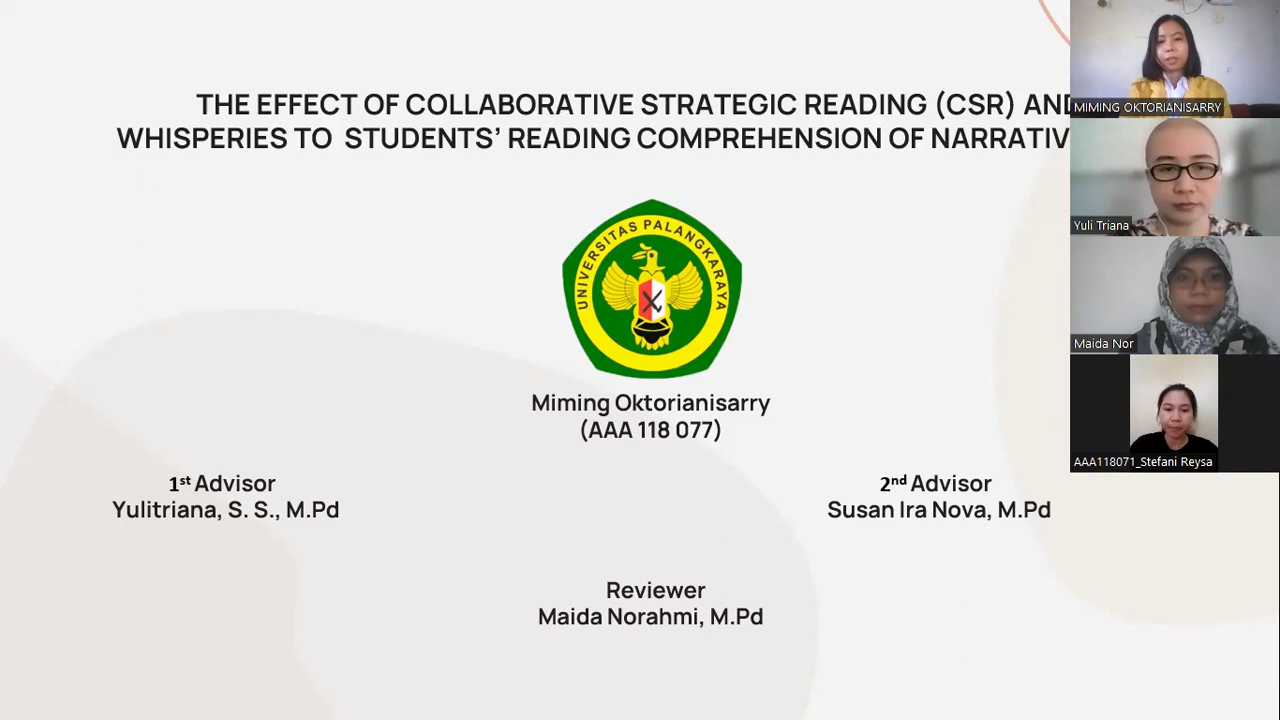 THE EFFECT OF COLLABORATIVE STRATEGIC READING (CSR) AND
WHISPERIES TO STUDENTS' READING COMPREHENSION OF NARRATIV
UNIVERSITAS PALANGKARAYA
Miming Oktorianisarry
(AAA 118 077)
1st Advisor
Yulitriana, S. S., M.Pd
2nd Advisor
Susan Ira Nova, M.Pd
Reviewer
Maida Norahmi, M.Pd
MIMING OKTORIANISARRY
Yuli Triana
Maida Nor
AAA118071_Stefani Reysa